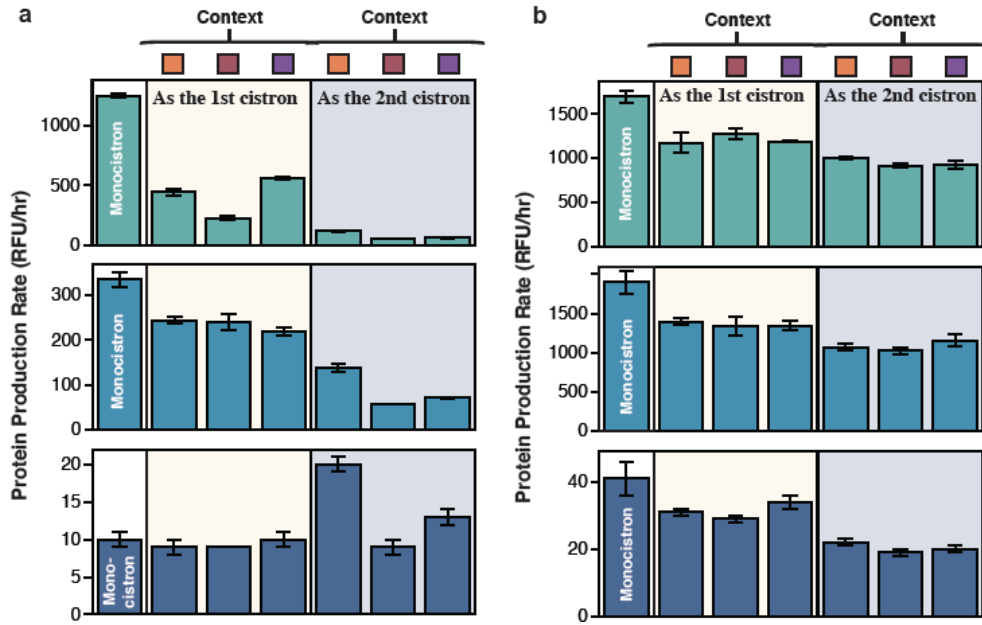 a
Context
Context
As the 1st cistron
As the 2nd cistron
Monocistron
1000
500
0
Monocistron
300
200
100
0
Mono-
cistron
20
15
10
5
0
Protein Production Rate (RFU/hr)
b
Context
Context
As the 1st cistron
As the 2nd cistron
Monocistron
1500
1000
500
0
Monocistron
1500
1000
500
0
Monocistron
40
20
0
Protein Production Rate (RFU/hr)